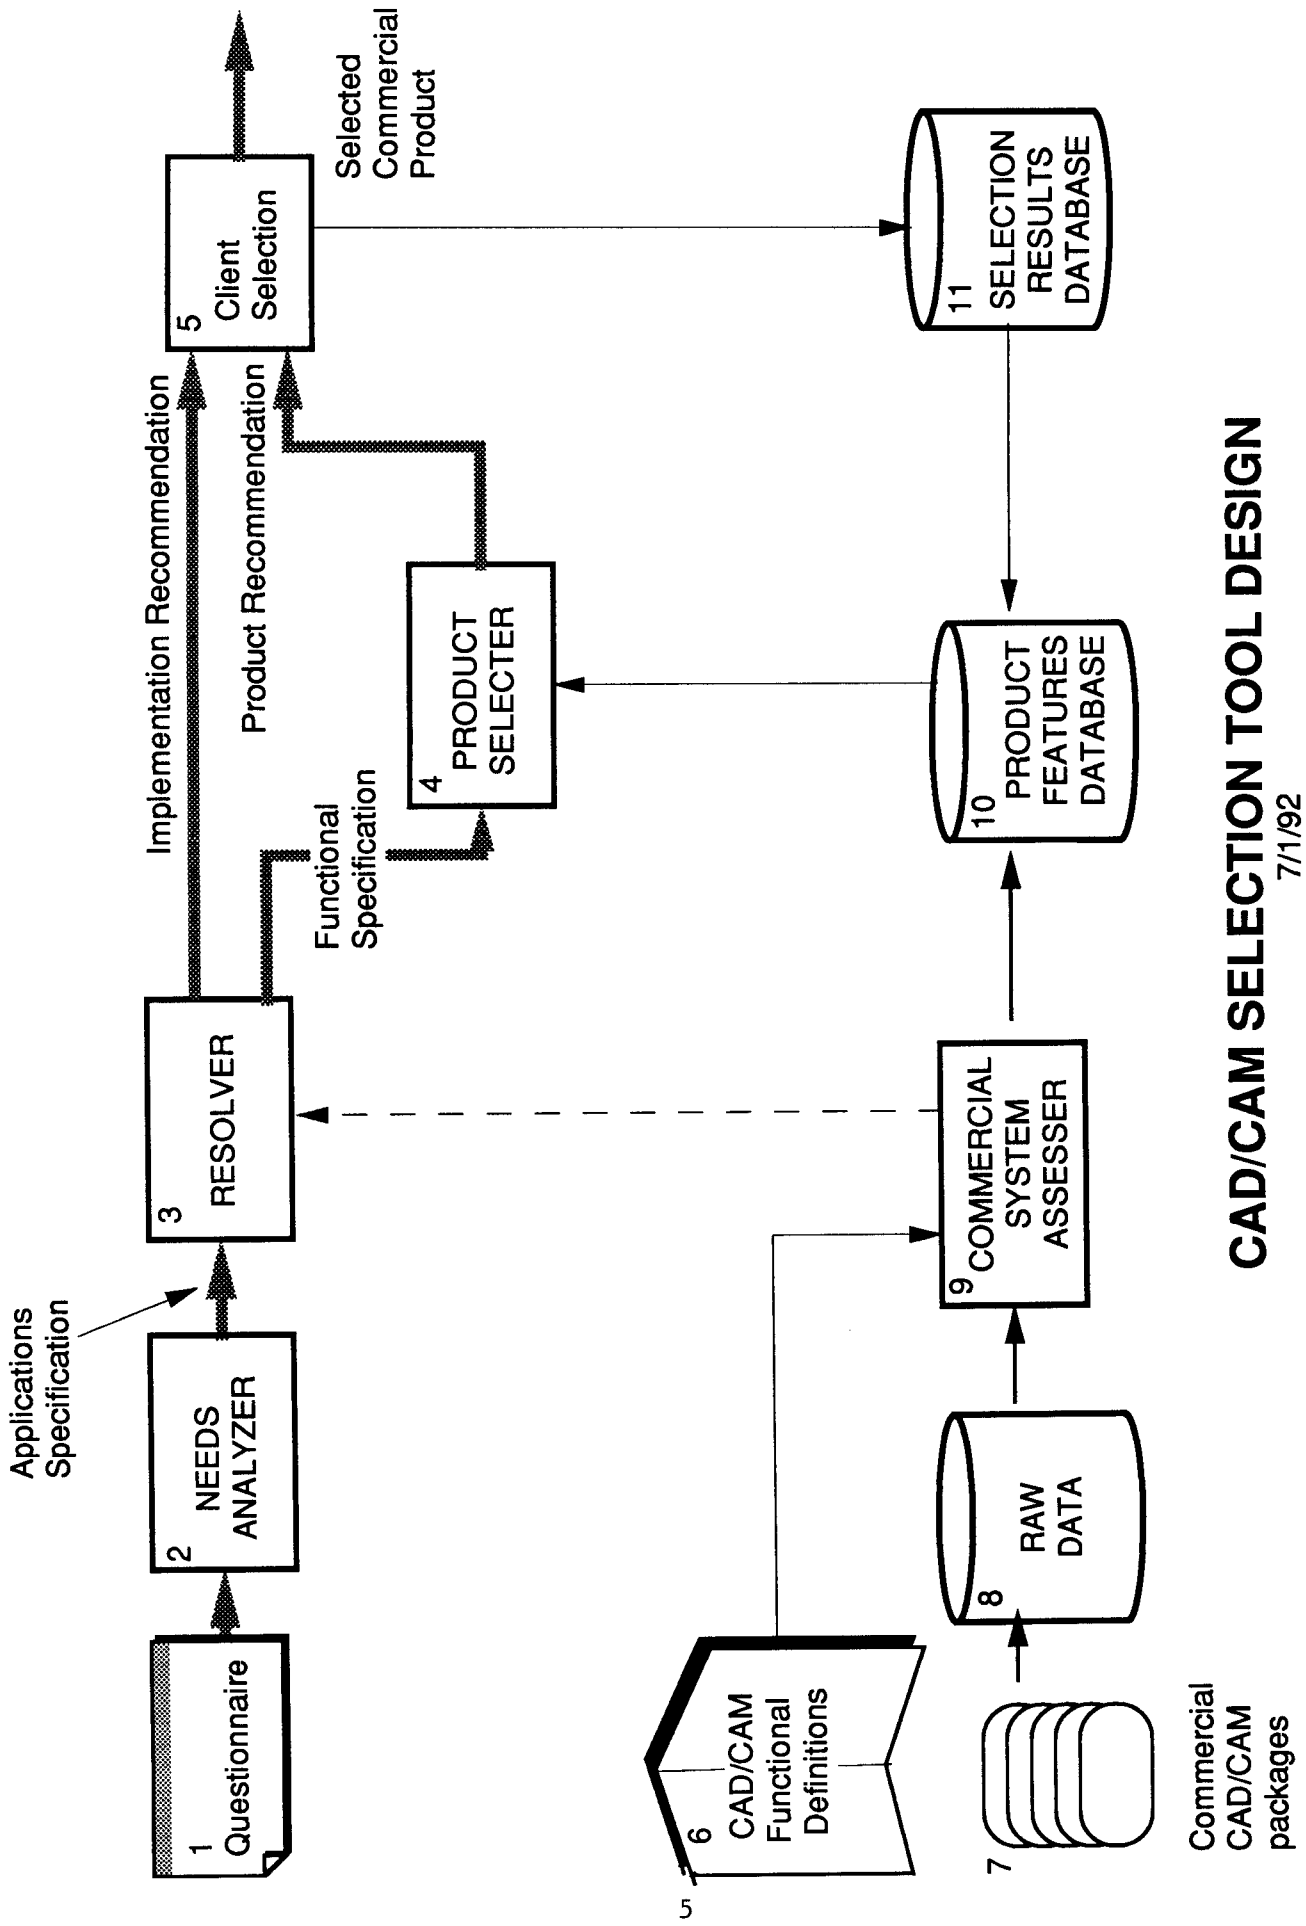 Applications
Specification
1
Questionnaire
2
NEEDS
ANALYZER
3
RESOLVER
Implementation Recommendation
Product Recommendation
Functional
Specification
4
PRODUCT
SELECTER
5
Client
Selection
Selected
Commercial
Product
6
CAD/CAM
Functional
Definitions
7
Commercial
CAD/CAM
packages
8
RAW
DATA
9
COMMERCIAL
SYSTEM
ASSESSER
10
PRODUCT
FEATURES
DATABASE
11
SELECTION
RESULTS
DATABASE
CAD/CAM SELECTION TOOL DESIGN
7/1/92
5